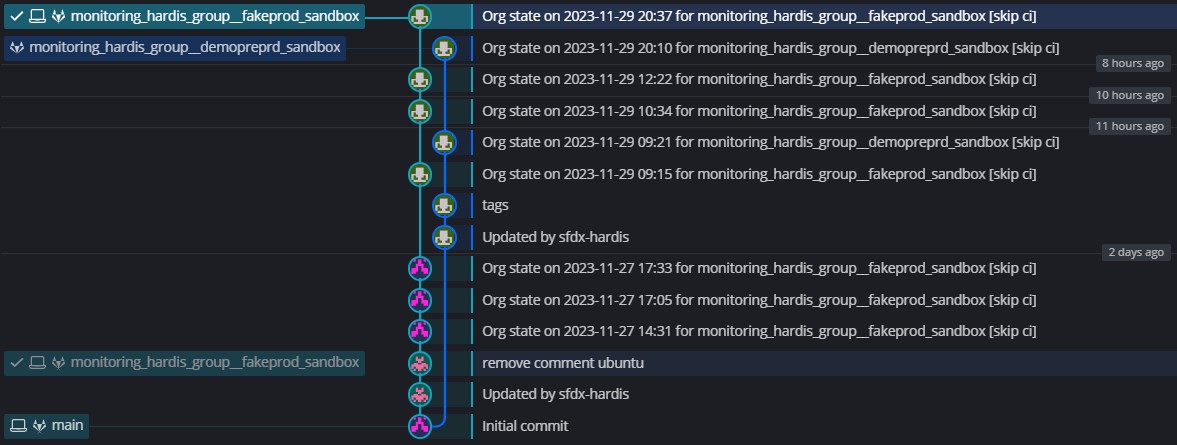 monitoring_hardis_group__fakeprod_sandbox Org state on 2023-11-29 20:37 for monitoring_hardis_group__fakeprod_sandbox [skip ci]
monitoring_hardis_group__demopreprd_sandbox Org state on 2023-11-29 20:10 for monitoring_hardis_group__demopreprd_sandbox [skip ci]
8 hours ago
Org state on 2023-11-29 12:22 for monitoring_hardis_group__fakeprod_sandbox [skip ci]
10 hours ago
Org state on 2023-11-29 10:34 for monitoring_hardis_group__fakeprod_sandbox [skip ci]
11 hours ago
Org state on 2023-11-29 09:21 for monitoring_hardis_group__demopreprd_sandbox [skip ci]
Org state on 2023-11-29 09:15 for monitoring_hardis_group__fakeprod_sandbox [skip ci]
tags
Updated by sfdx-hardis
2 days ago
Org state on 2023-11-27 17:33 for monitoring_hardis_group__fakeprod_sandbox [skip ci]
Org state on 2023-11-27 17:05 for monitoring_hardis_group__fakeprod_sandbox [skip ci]
Org state on 2023-11-27 14:31 for monitoring_hardis_group__fakeprod_sandbox [skip ci]
monitoring_hardis_group__fakeprod_sandbox remove comment ubuntu
Updated by sfdx-hardis
main Initial commit